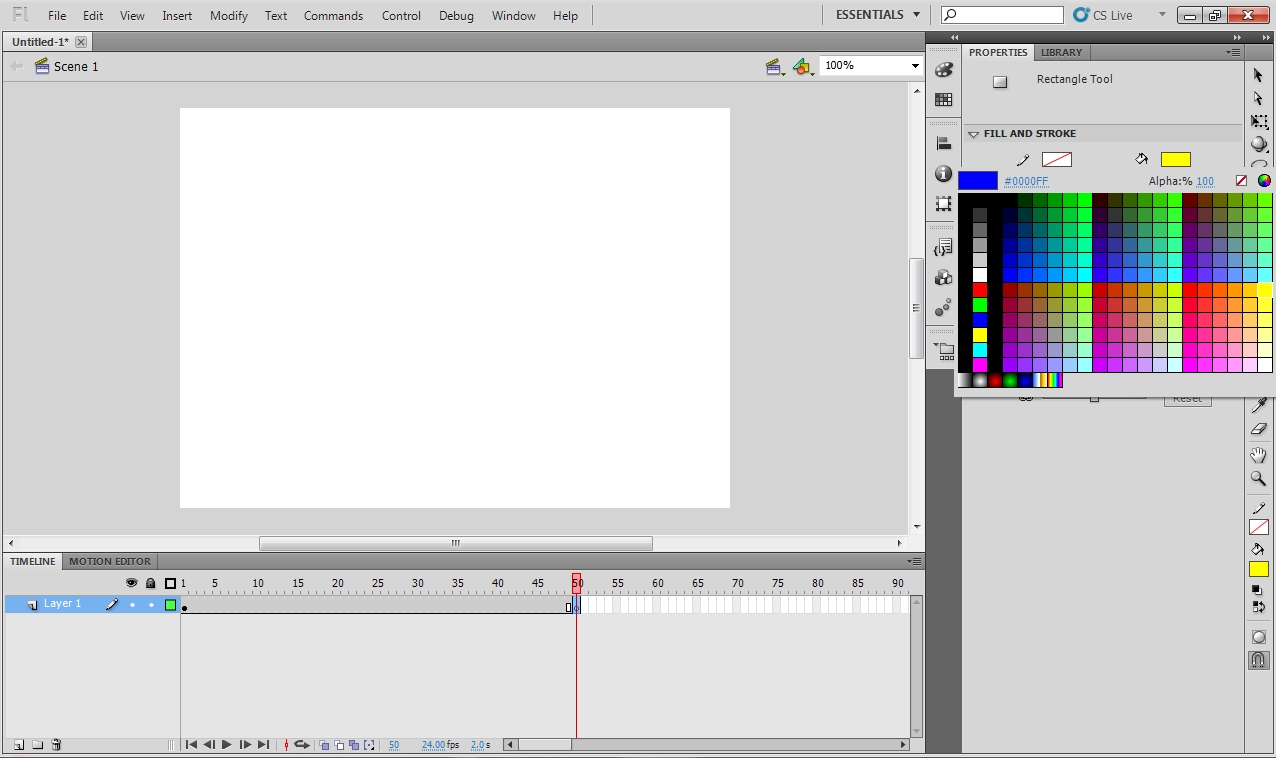 Fl File Edit View Insert Modify Text Commands Control Debug Window Help ESSENTIALS CS Live
Untitled-1*
Scene 1 100%
PROPERTIES LIBRARY
Rectangle Tool
FILL AND STROKE
#0000FF Alpha:% 100
Reset
TIMELINE MOTION EDITOR
1 5 10 15 20 25 30 35 40 45 50 55 60 65 70 75 80 85 90
Layer 1
50 24.00 fps 2.0 s